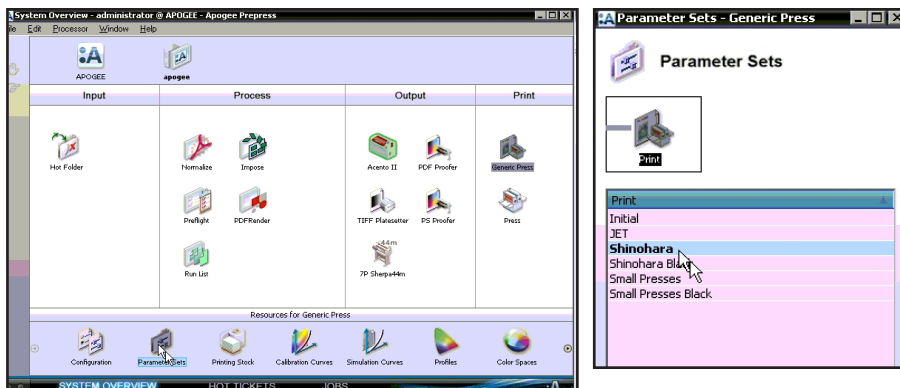 System Overview - administrator @ APOGEE - Apogee Prepress
Edit Processor Window Help
APOGEE
apogee
Input Process Output Print
Hot Folder
Normalize Impose
Acento II PDF Proofer
Generic Press
Preflight PDFRender
TIFF Platesetter PS Proofer
Press
Run List
44m
7P Sherpa44m
Resources for Generic Press
Configuration Parameter Sets Printing Stock Calibration Curves Simulation Curves Profiles Color Spaces
SYSTEM OVERVIEW HOT TICKETS JOBS
Parameter Sets - Generic Press
Parameter Sets
Print
Print
Initial
JET
Shinohara
Shinohara
Small Presses
Small Presses Black